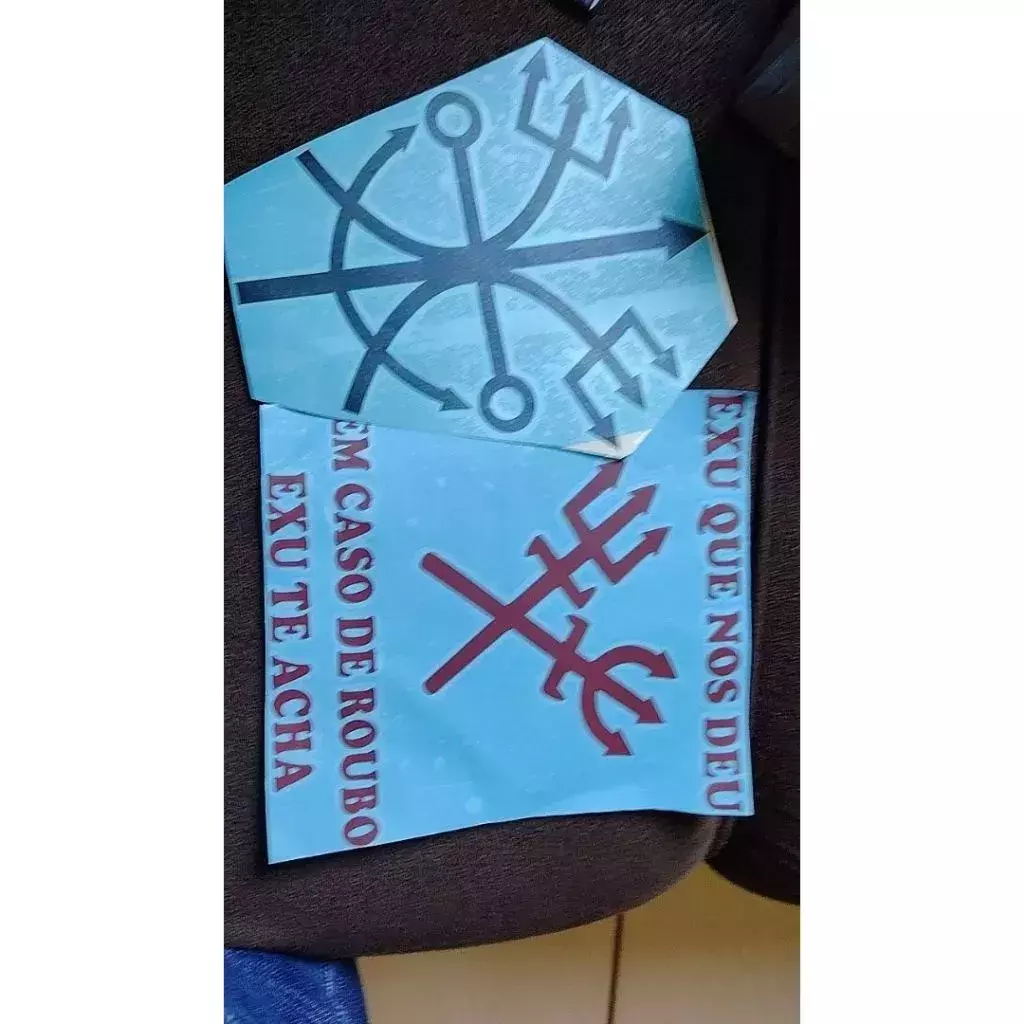 EXU QUE NOS DEU
EM CASO DE ROUBO
EXU TE ACHA